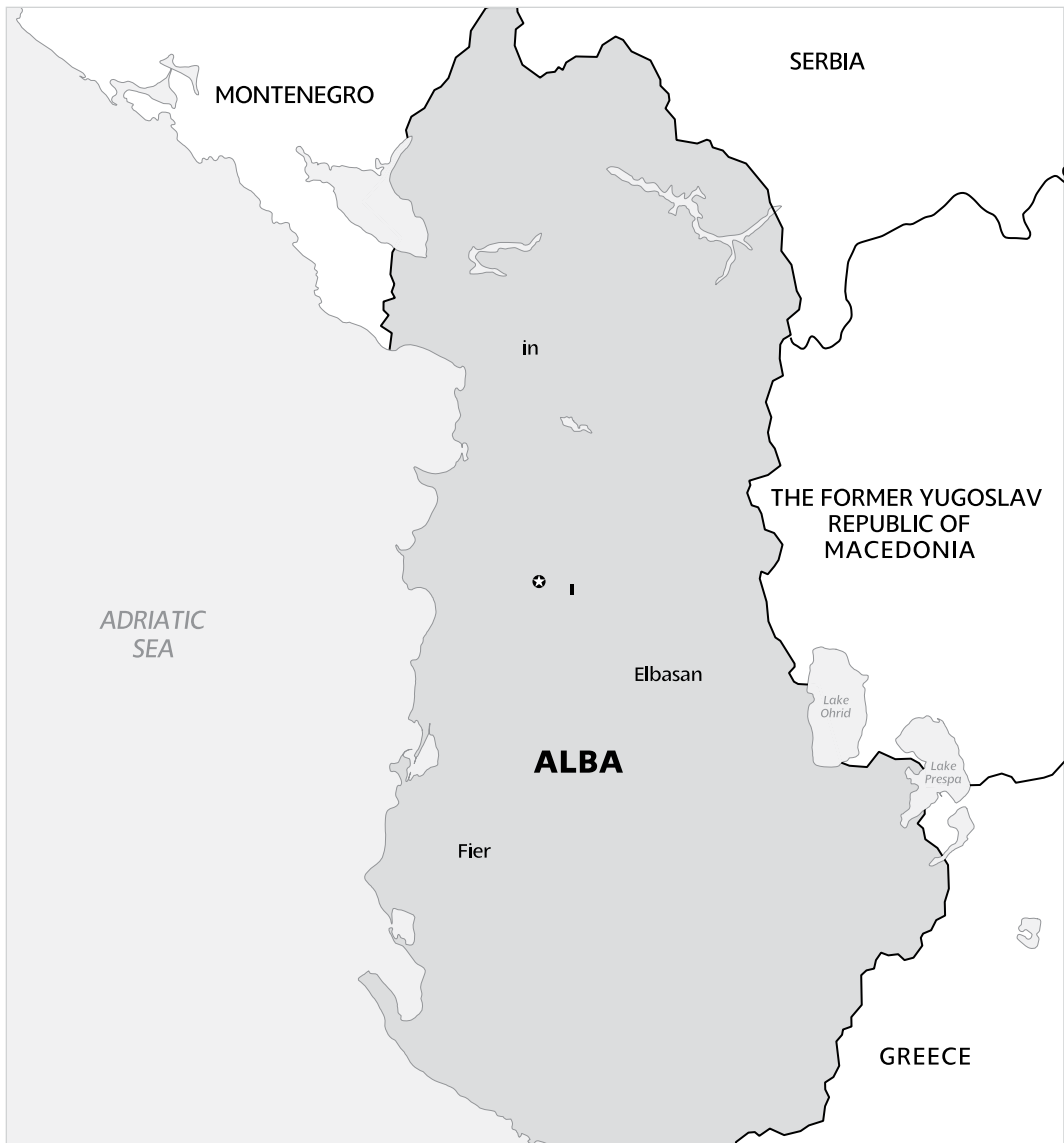 SERBIA
MONTENEGRO
in
THE FORMER YUGOSLAV
REPUBLIC OF
MACEDONIA
I
ADRIATIC
SEA
Elbasan
Lake
Ohrid
ALBA
Lake
Prespa
Fier
GREECE